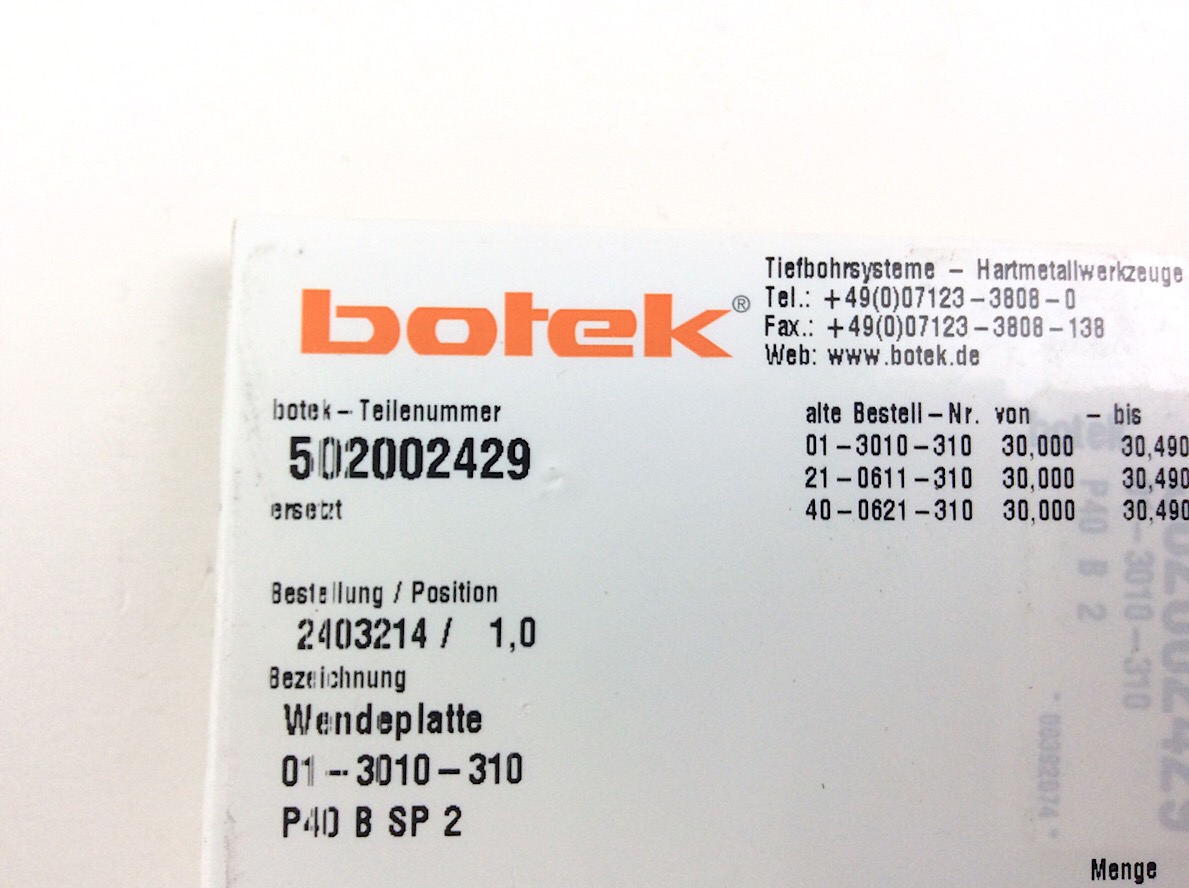 botek®
Tiefbohrsysteme – Hartmetallwerkzeuge
Tel.: +49(0)07123–3808–0
Fax.: +49(0)07123–3808–138
Web: www.botek.de
botek–Teilenummer
502002429
ersetzt
alte Bestell–Nr. von – bis
01–3010–310 30,000 30,490
21–0611–310 30,000 30,490
40–0621–310 30,000 30,490
Bestellung / Position
2403214 / 1,0
Bezeichnung
Wendeplatte
01–3010–310
P40 B SP 2
Menge